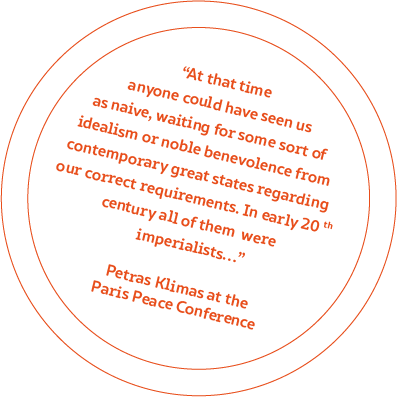 “At that time
anyone could have seen us
as naive, waiting for some sort of
idealism or noble benevolence from
contemporary great states regarding
our correct requirements. In early 20 th
century all of them were
imperialists...”
Petras Klimas at the
Paris Peace Conference